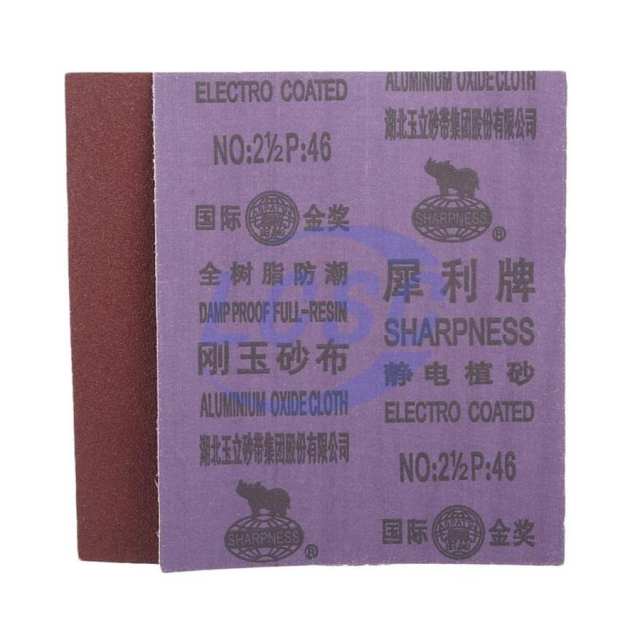 ELECTRO COATED
NO:2½P:46
国际 金奖
全树脂防潮
DAMP PROOF FULL-RESIN
刚玉砂布
ALUMINIUM OXIDE CLOTH
湖北玉立砂带集团股份有限公司
SHARPNESS
®
ALUMINIUM OXIDE CLOTH
湖北玉立砂带集团股份有限公司
SHARPNESS
®
犀利牌
SHARPNESS
静电植砂
ELECTRO COATED
NO:2½P:46
国际 金奖
LCSC